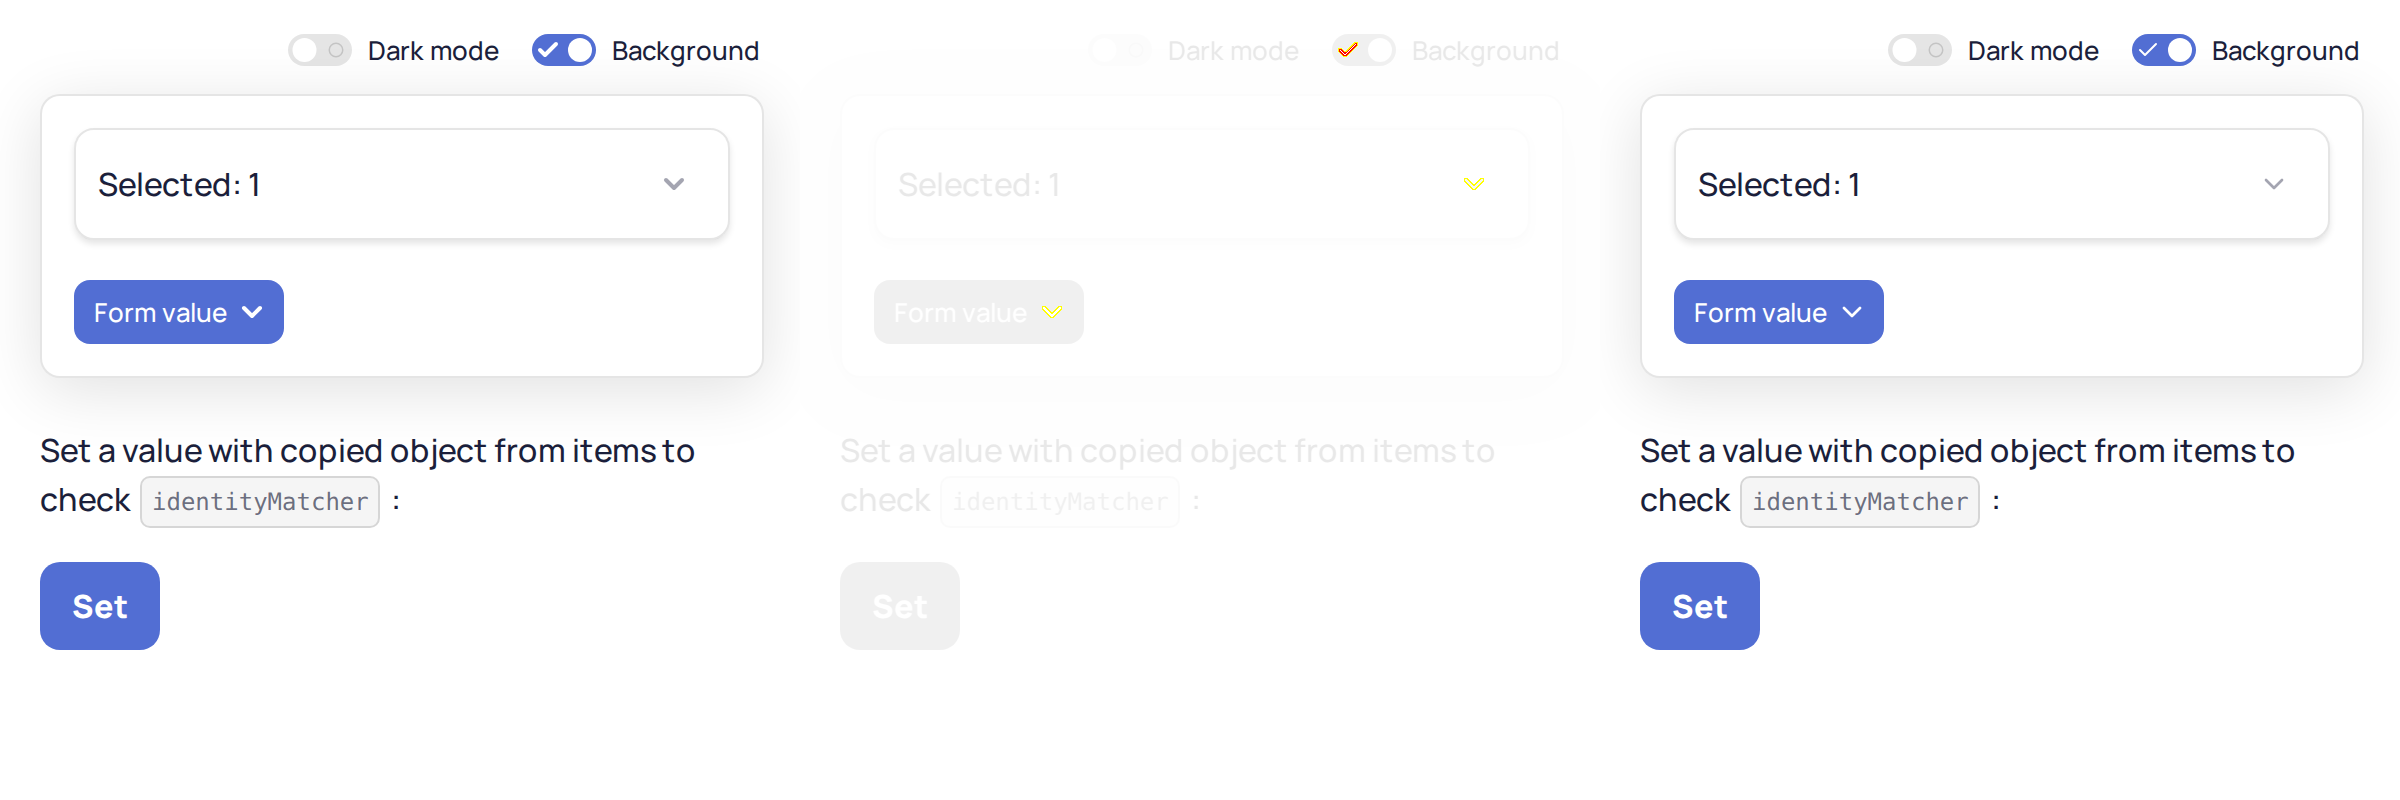 Dark mode Background
Selected: 1
Form value
Set a value with copied object from items to
check identityMatcher :
Set
Dark mode Background
Selected: 1
Form value
Set a value with copied object from items to
check identityMatcher :
Set
Dark mode Background
Selected: 1
Form value
Set a value with copied object from items to
check identityMatcher :
Set